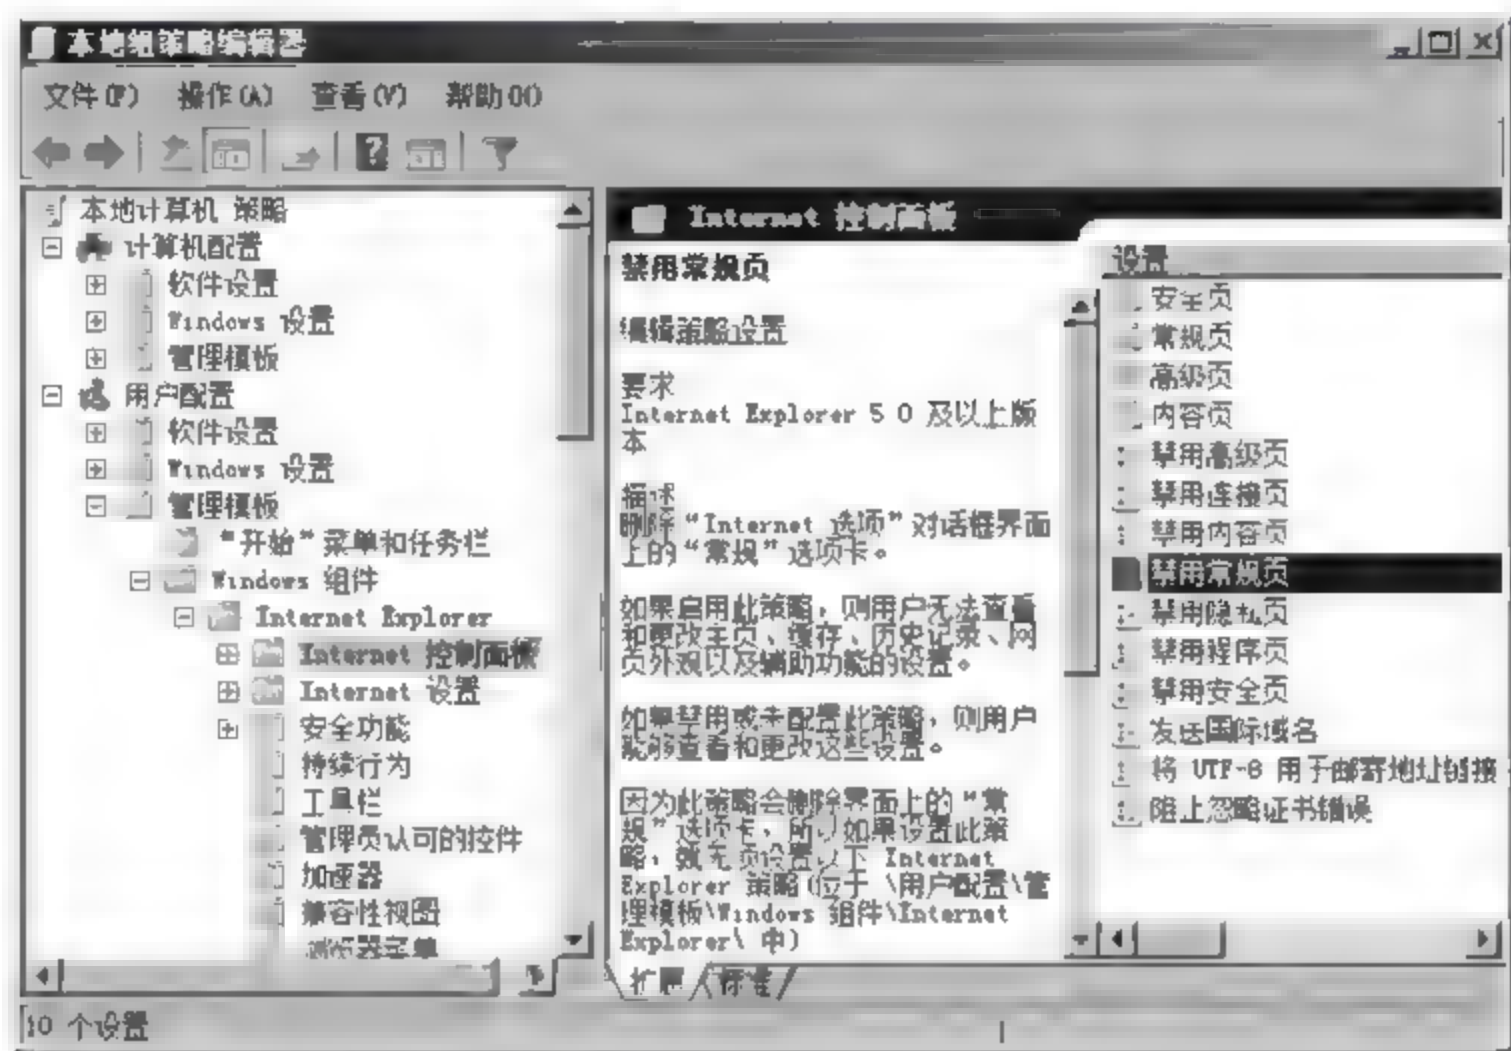 本地组策略编辑器
文件(F) 操作(A) 查看(V) 帮助(H)
本地计算机 策略
计算机配置
软件设置
Windows 设置
管理模板
用户配置
软件设置
Windows 设置
管理模板
“开始”菜单和任务栏
Windows 组件
Internet Explorer
Internet 控制面板
Internet 设置
安全功能
持续行为
工具栏
管理员认可的控件
加速器
兼容性视图
浏览器菜单
Internet 控制面板
禁用常规页
编辑策略设置
要求
Internet Explorer 5 0 及以上版
本
描述
删除“Internet 选项”对话框界面
上的“常规”选项卡。
如果启用此策略，则用户无法查看
和更改主页、缓存、历史记录、网
页外观以及辅助功能的设置。
如果禁用或未配置此策略，则用户
能够查看和更改这些设置。
因为此策略会删除界面上的“常
规”选项卡，所以如果设置此策
略，就无须设置以下 Internet
Explorer 策略(位于 \用户配置\管
理模板\Windows 组件\Internet
Explorer\ 中)
设置
安全页
常规页
高级页
内容页
禁用高级页
禁用连接页
禁用内容页
禁用常规页
禁用隐私页
禁用程序页
禁用安全页
发送国际域名
将 UTF-8 用于邮寄地址链接
阻止忽略证书错误
扩展 标准
10 个设置